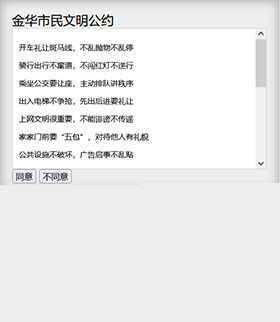 金华市民文明公约
开车礼让斑马线，不乱抛物不乱停
骑行出行不窜道，不闯红灯不逆行
乘坐公交要让座，主动排队讲秩序
出入电梯不争抢，先出后进要礼让
上网文明很重要，不能诽谤不传谣
家家门前要“五包”，对待他人有礼貌
公共设施不破坏，广告启事不乱贴
同意 不同意